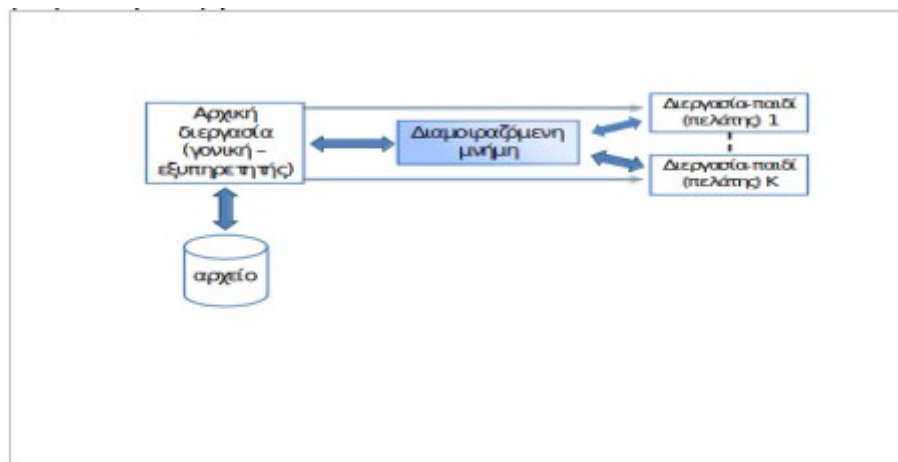 Αρχική
διεργασία
(γονική –
εξυπηρετητής)
Διαμοιραζόμενη
μνήμη
Διεργασία-παιδί
(πελάτης) 1
Διεργασία-παιδί
(πελάτης) Κ
αρχείο